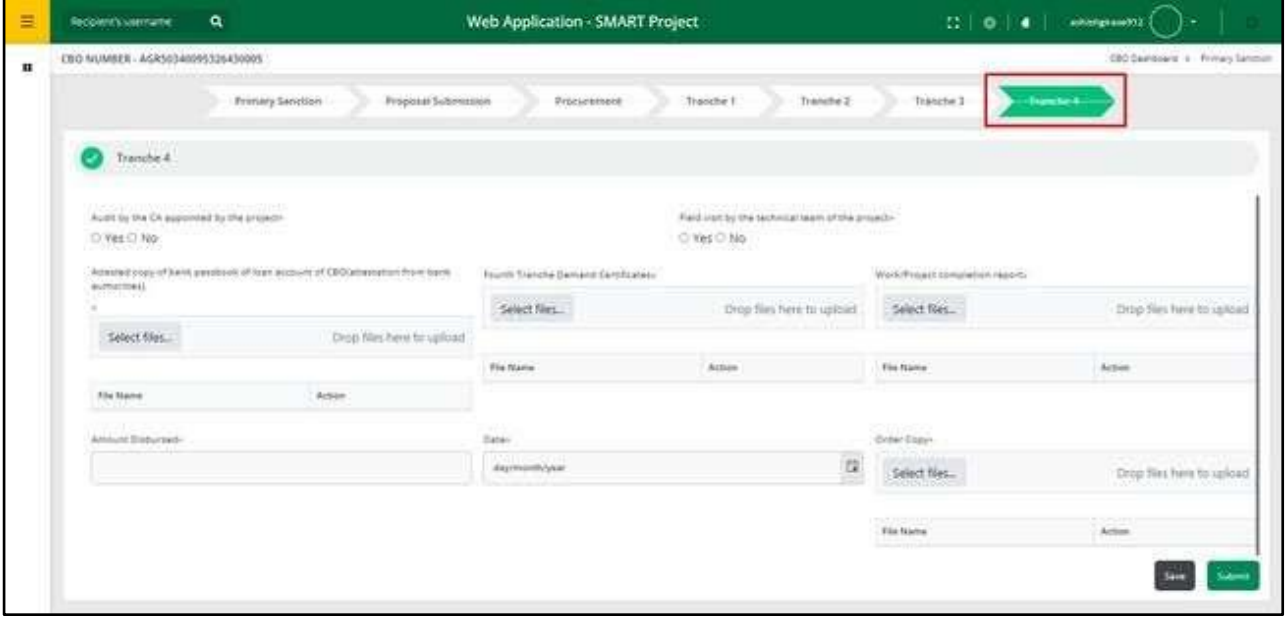 Recipient's username
Web Application - SMART Project
CBO NUMBER - AGR50340095326430005
CBO Dashboard Primary Sanction
Primary Sanction
Proposal Submission
Procurement
Tranche 1
Tranche 2
Tranche 3
Tranche 4
Tranche 4
Audit by the CA appointed by the project*
Yes No
Field visit by the technical team of the project*
Yes No
Attested copy of bank passbook of loan account of CBO(attestation from bank
authorities).
*
Select files... Drop files here to upload
File Name Action
Fourth Tranche Demand Certificates*
Select files... Drop files here to upload
File Name Action
Work/Project completion report*
Select files... Drop files here to upload
File Name Action
Amount Disbursed*
Date*
day/month/year
Order Copy*
Select files... Drop files here to upload
File Name Action
Save Submit